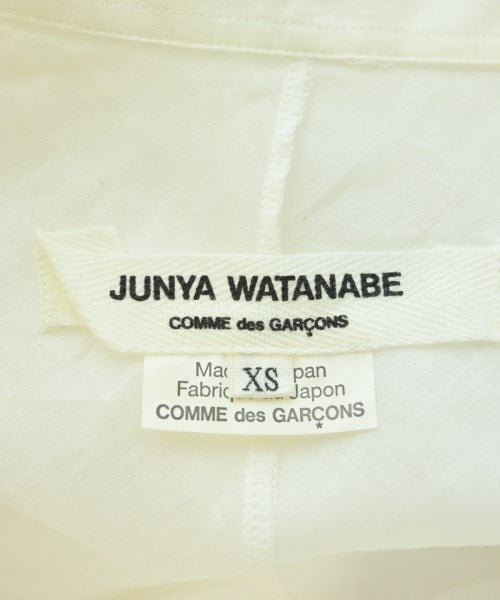 JUNYA WATANABE
COMME des GARÇONS
XS
Japon
COMME des GARÇONS
*